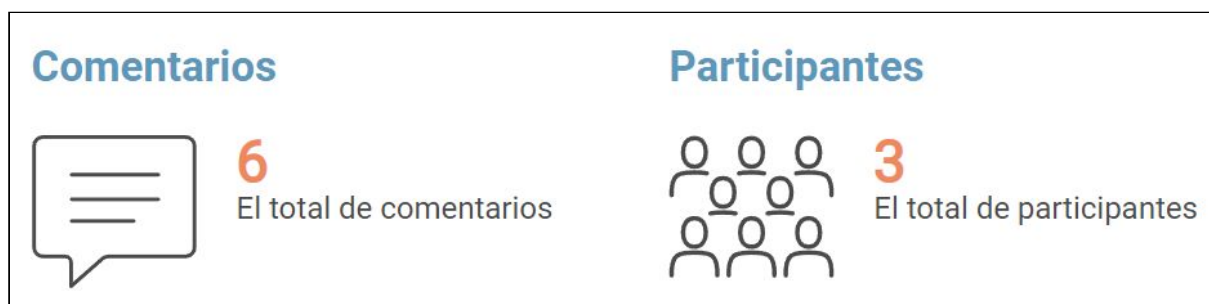 Comentarios
6
El total de comentarios
Participantes
3
El total de participantes